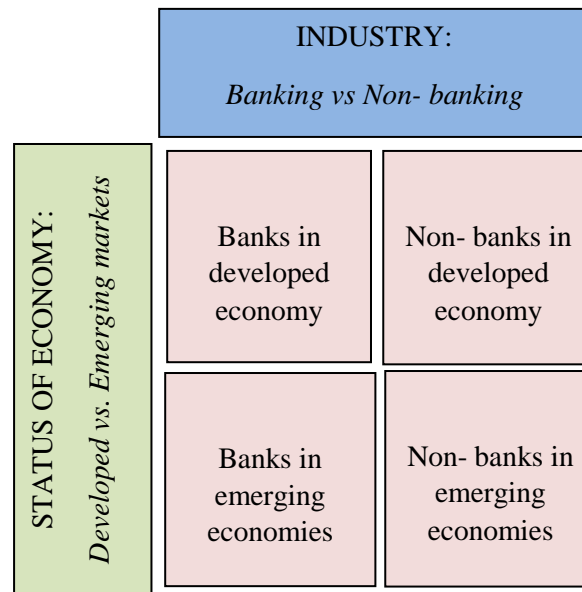 INDUSTRY:
Banking vs Non- banking
STATUS OF ECONOMY:
Developed vs. Emerging markets
Banks in
developed
economy
Non- banks in
developed
economy
Banks in
emerging
economies
Non- banks in
emerging
economies